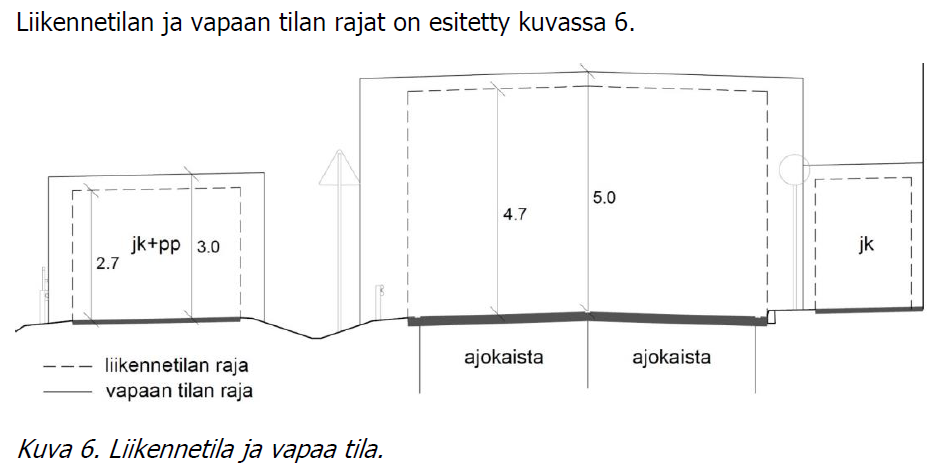 Liikennetilan ja vapaan tilan rajat on esitetty kuvassa 6.
jk+pp
2.7
3.0
4.7
5.0
jk
ajokaista
ajokaista
liikennetilan raja
vapaan tilan raja
Kuva 6. Liikennetila ja vapaa tila.